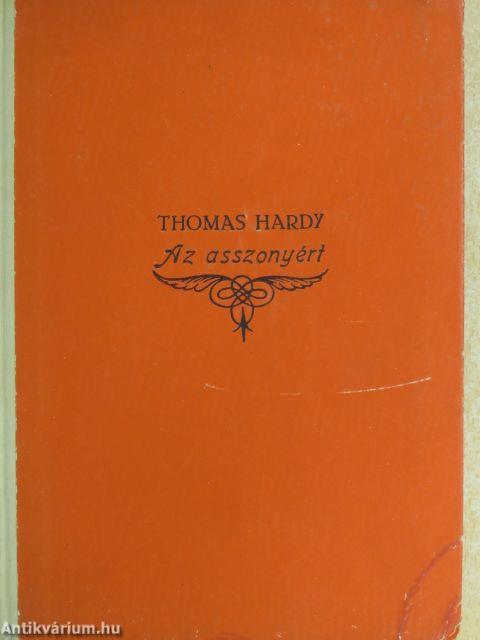 THOMAS HARDY
Az asszonyért
Antikvárium.hu